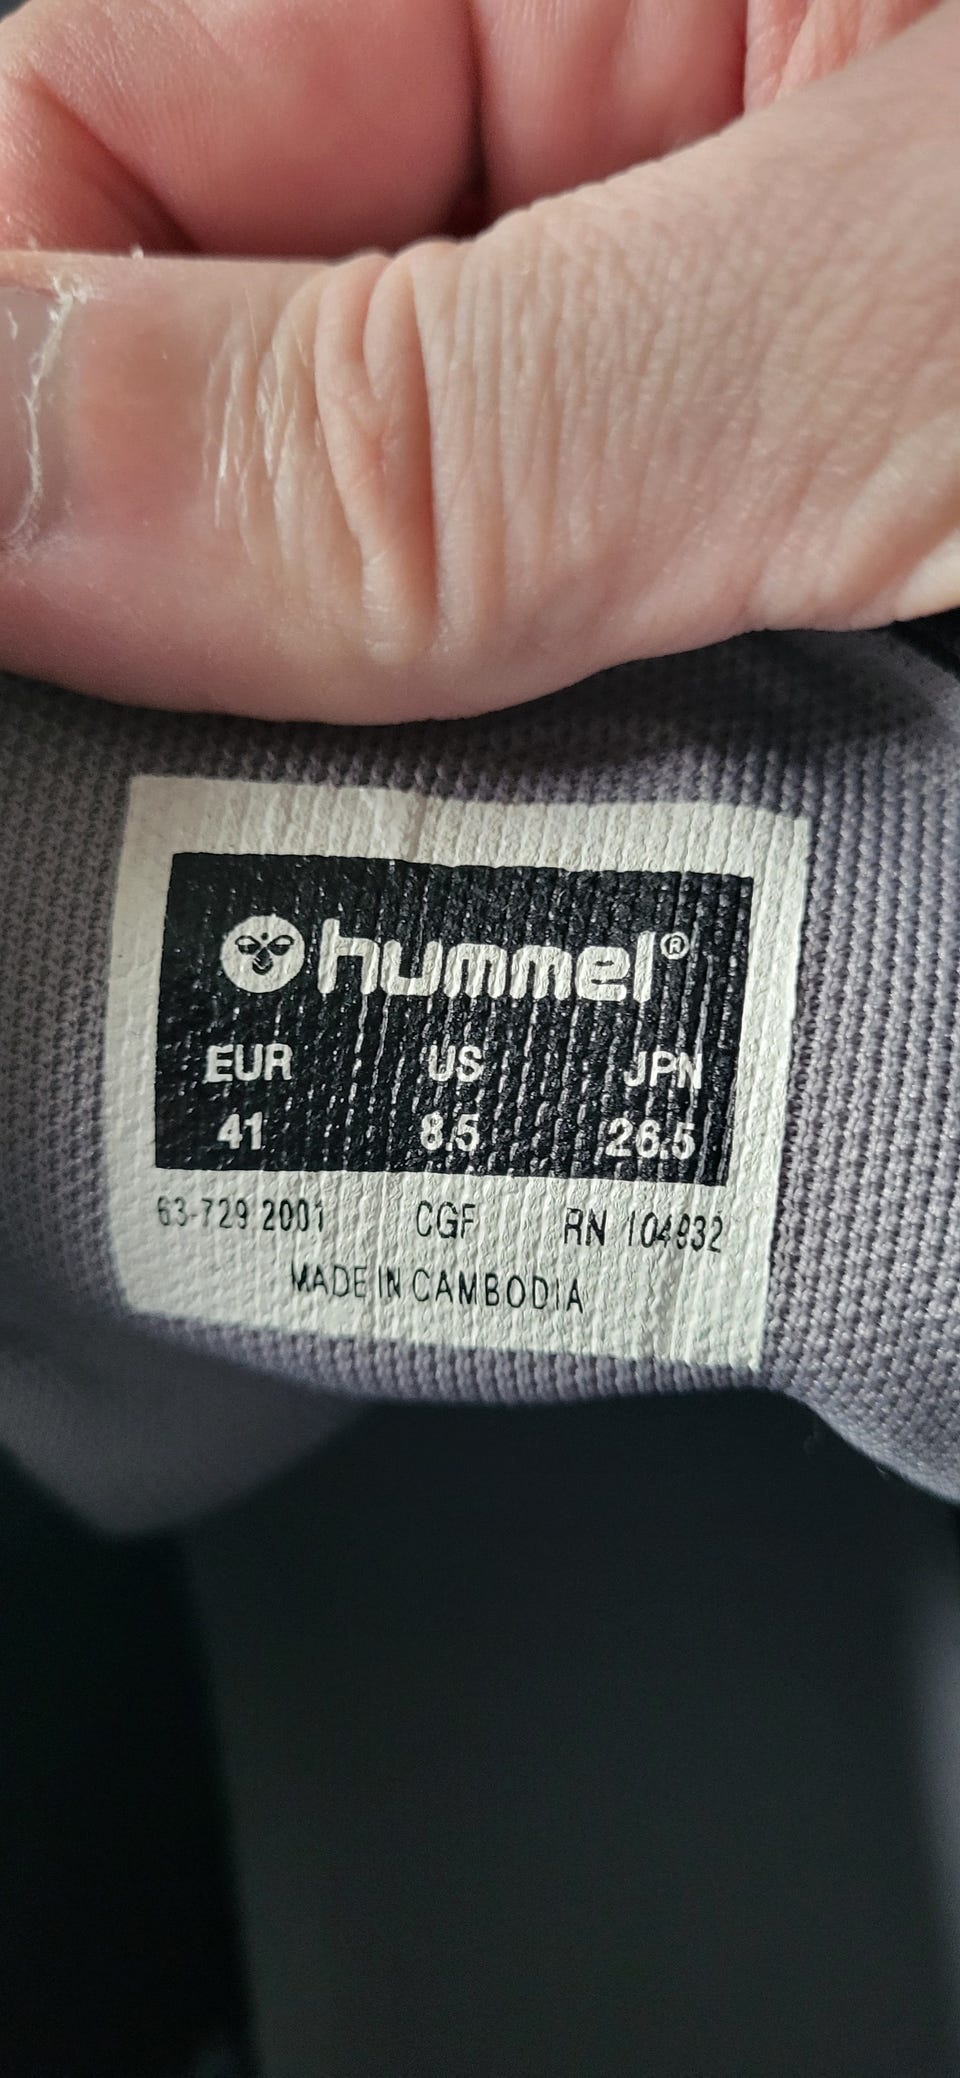 hummel®
EUR US JPN
41 8.5 26.5
63-729 2001 CGF RN 104932
MADE IN CAMBODIA